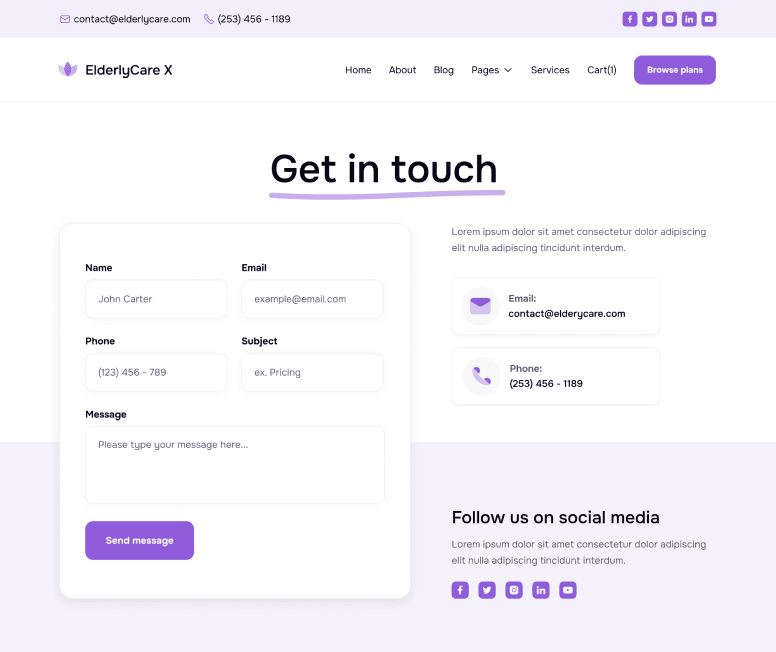 contact@elderlycare.com (253) 456 - 1189
ElderlyCare X
Home About Blog Pages Services Cart(1) Browse plans
Get in touch
Name Email
John Carter example@email.com
Phone Subject
(123) 456 - 789 ex. Pricing
Message
Please type your message here...
Send message
Lorem ipsum dolor sit amet consectetur dolor adipiscing
elit nulla adipiscing tincidunt interdum.
Email:
contact@elderycare.com
Phone:
(253) 456 - 1189
Follow us on social media
Lorem ipsum dolor sit amet consectetur dolor adipiscing
elit nulla adipiscing tincidunt interdum.